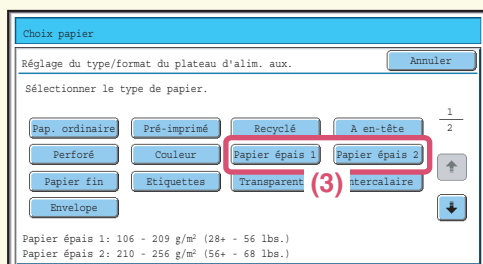 Choix papier
Réglage du type/format du plateau d'alim. aux. Annuler
Sélectionner le type de papier.
1
2
Pap. ordinaire Pré-imprimé Recyclé A en-tête
Perforé Couleur Papier épais 1 Papier épais 2
Papier fin Etiquettes Transparent (3) ntercalaire
Envelope
Papier épais 1: 106 - 209 g/m² (28+ - 56 lbs.)
Papier épais 2: 210 - 256 g/m² (56+ - 68 lbs.)